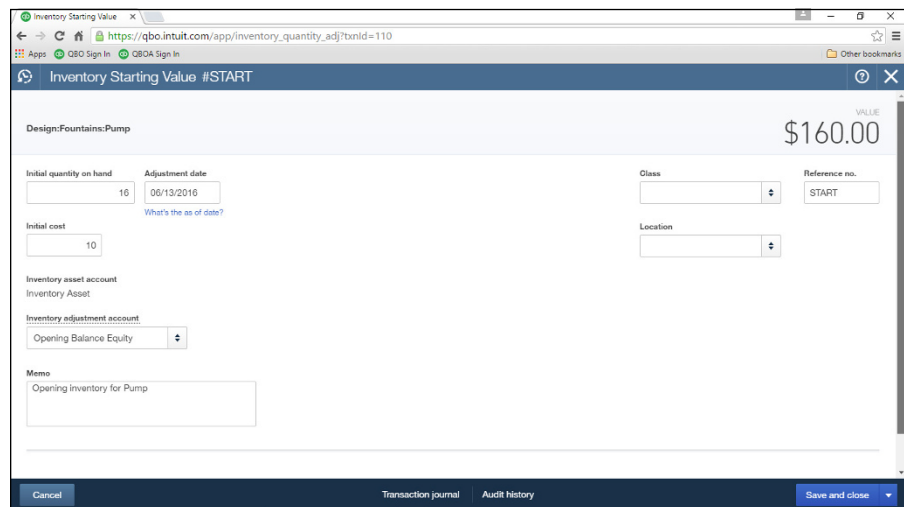 Inventory Starting Value
https://qbo.intuit.com/app/inventory_quantity_adj?txnId=110
Apps QBO Sign In QBOA Sign In Other bookmarks
Inventory Starting Value #START
Design:Fountains:Pump
VALUE
$160.00
Initial quantity on hand Adjustment date Class Reference no.
16 06/13/2016 START
What's the as of date?
Initial cost Location
10
Inventory asset account
Inventory Asset
Inventory adjustment account
Opening Balance Equity
Memo
Opening inventory for Pump
Cancel Transaction journal Audit history Save and close